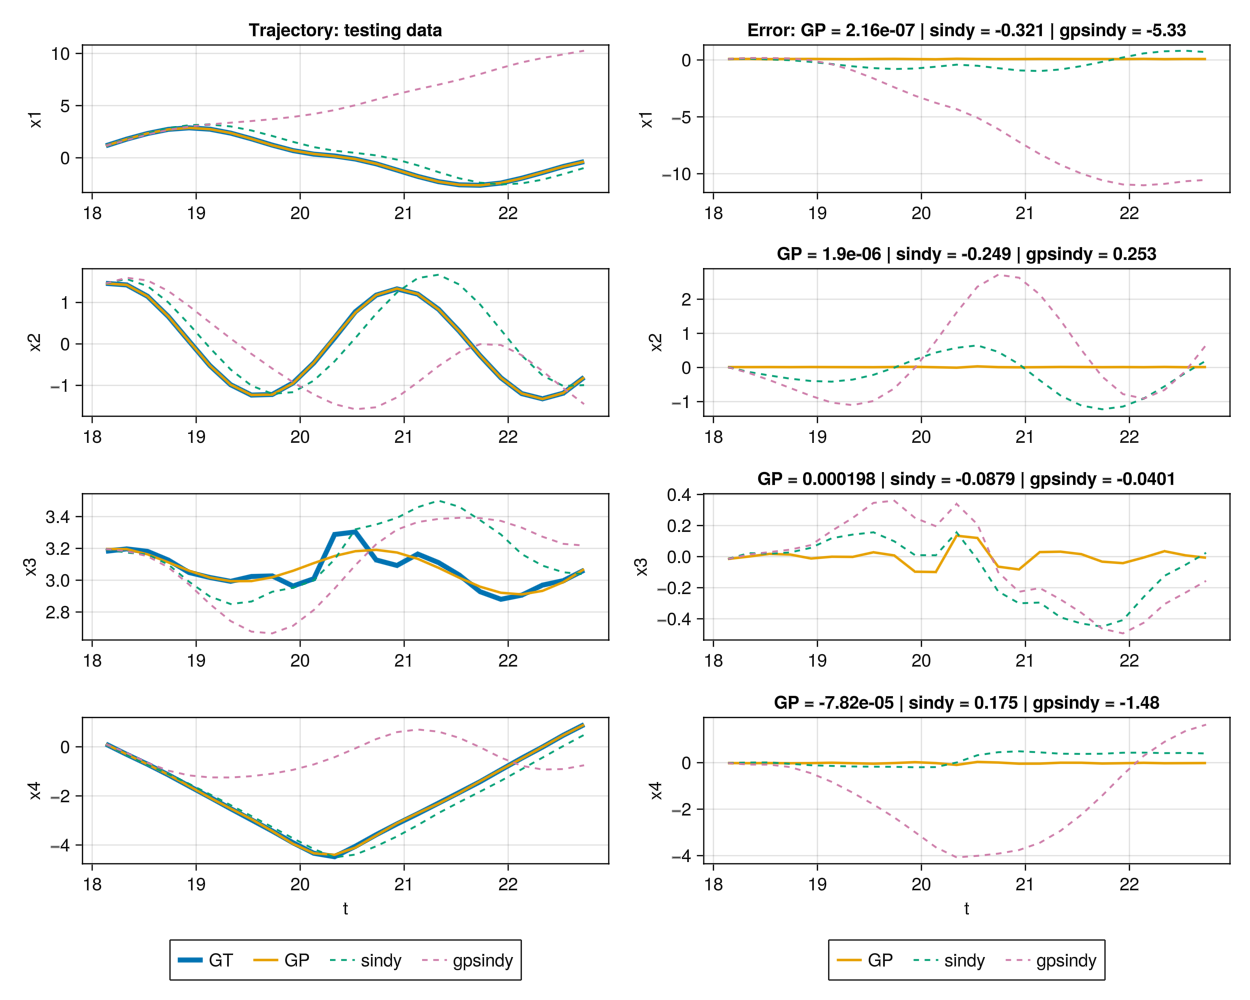 Trajectory: testing data
x1
10
5
0
18 19 20 21 22
Error: GP = 2.16e-07 | sindy = -0.321 | gpsindy = -5.33
x1
0
−5
−10
18 19 20 21 22
x2
1
0
−1
18 19 20 21 22
GP = 1.9e-06 | sindy = -0.249 | gpsindy = 0.253
x2
2
1
0
−1
18 19 20 21 22
x3
3.4
3.2
3.0
2.8
18 19 20 21 22
GP = 0.000198 | sindy = -0.0879 | gpsindy = -0.0401
x3
0.4
0.2
0.0
−0.2
−0.4
18 19 20 21 22
x4
0
−2
−4
18 19 20 21 22
t
GP = -7.82e-05 | sindy = 0.175 | gpsindy = -1.48
x4
0
−2
−4
18 19 20 21 22
t
GT GP sindy gpsindy
GP sindy gpsindy